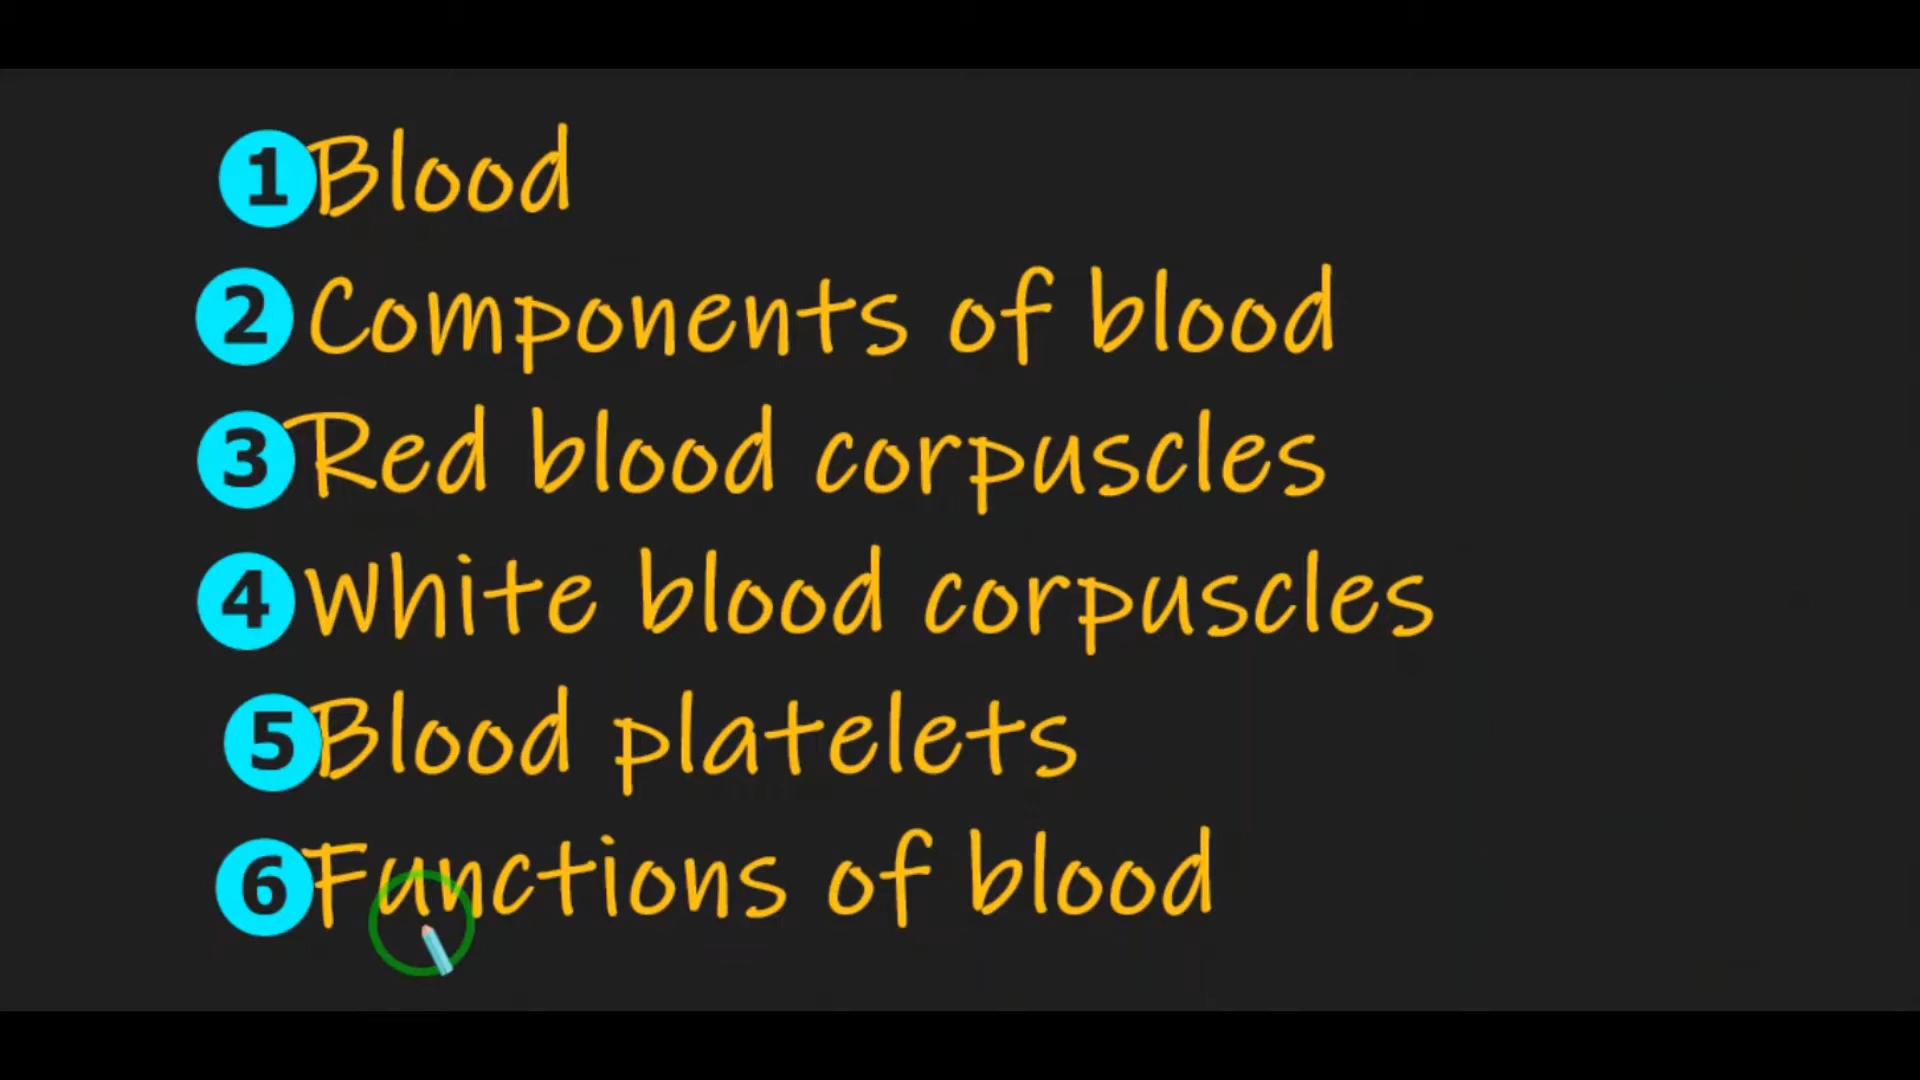 1 Blood
2 Components of blood
3 Red blood corpuscles
4 White blood corpuscles
5 Blood platelets
6 Functions of blood